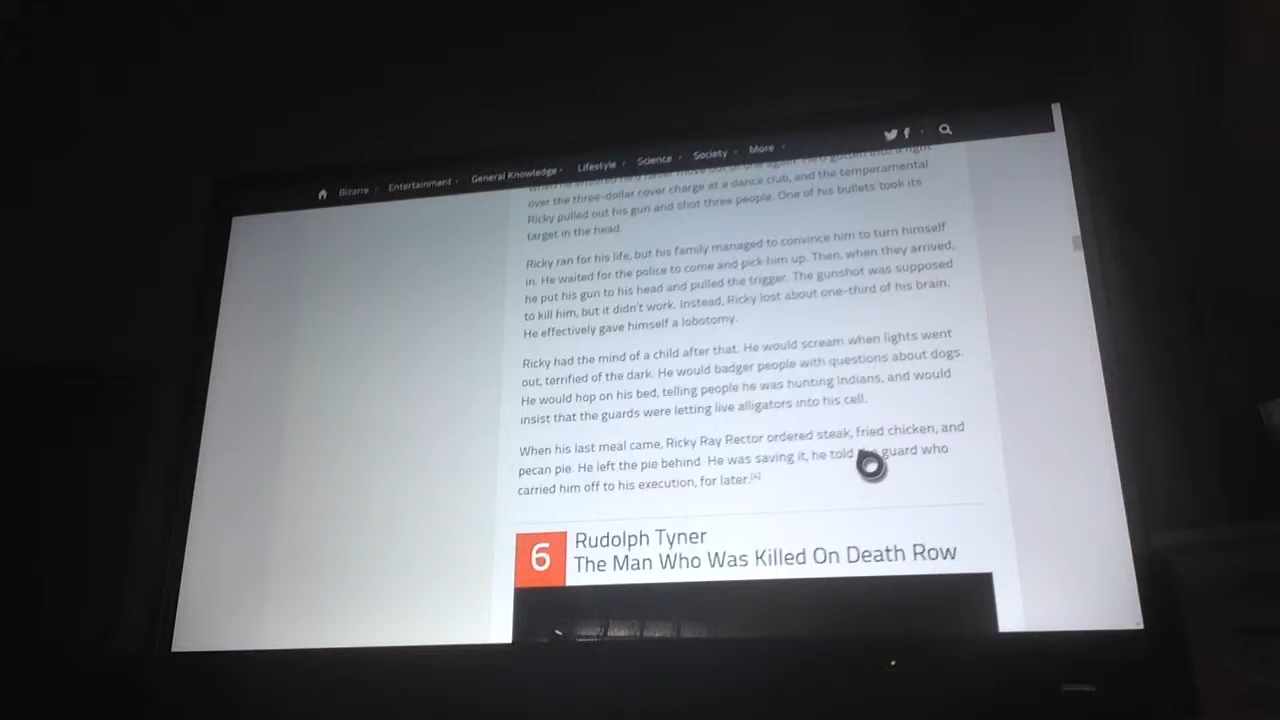 Bizarre Entertainment General Knowledge Lifestyle Science Society More
over the three-dollar cover charge at a dance club, and the temperamental
Ricky pulled out his gun and shot three people. One of his bullets took its
target in the head.
Ricky ran for his life, but his family managed to convince him to turn himself
in. He waited for the police to come and pick him up. Then, when they arrived,
he put his gun to his head and pulled the trigger. The gunshot was supposed
to kill him, but it didn't work. Instead, Ricky lost about one-third of his brain.
He effectively gave himself a lobotomy.
Ricky had the mind of a child after that. He would scream when lights went
out, terrified of the dark. He would badger people with questions about dogs.
He would hop on his bed, telling people he was hunting Indians, and would
insist that the guards were letting live alligators into his cell.
When his last meal came, Ricky Ray Rector ordered steak, fried chicken, and
pecan pie. He left the pie behind. He was saving it, he told the guard who
carried him off to his execution, for later.[4]
6
Rudolph Tyner
The Man Who Was Killed On Death Row